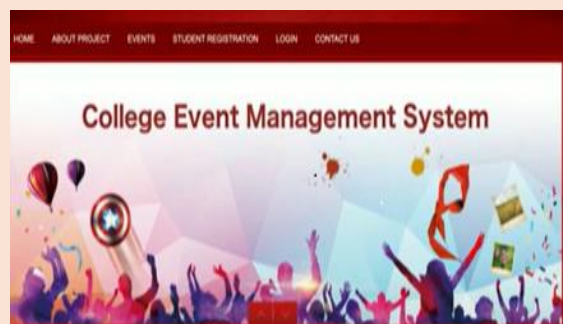 HOME ABOUT PROJECT EVENTS STUDENT REGISTRATION LOGIN CONTACT US
College Event Management System